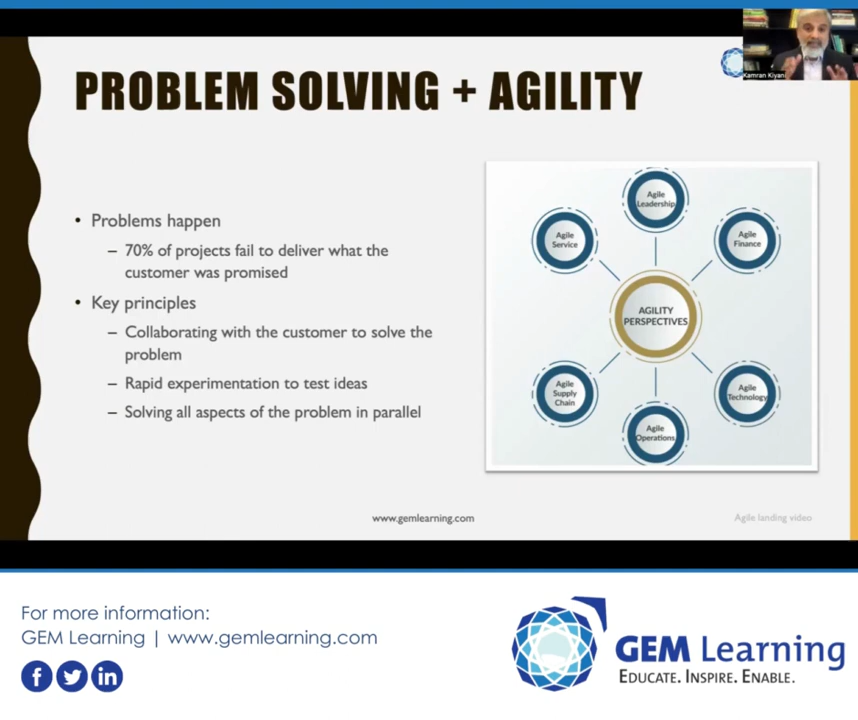 PROBLEM SOLVING + AGILITY
Kamran Kiyani
• Problems happen
– 70% of projects fail to deliver what the
customer was promised
• Key principles
– Collaborating with the customer to solve the
problem
– Rapid experimentation to test ideas
– Solving all aspects of the problem in parallel
Agile
Leadership
Agile
Service
Agile
Finance
AGILITY
PERSPECTIVES
Agile
Supply
Chain
Agile
Technology
Agile
Operations
www.gemlearning.com
Agile landing video
For more information:
GEM Learning | www.gemlearning.com
f
in
GEM Learning
EDUCATE. INSPIRE. ENABLE.